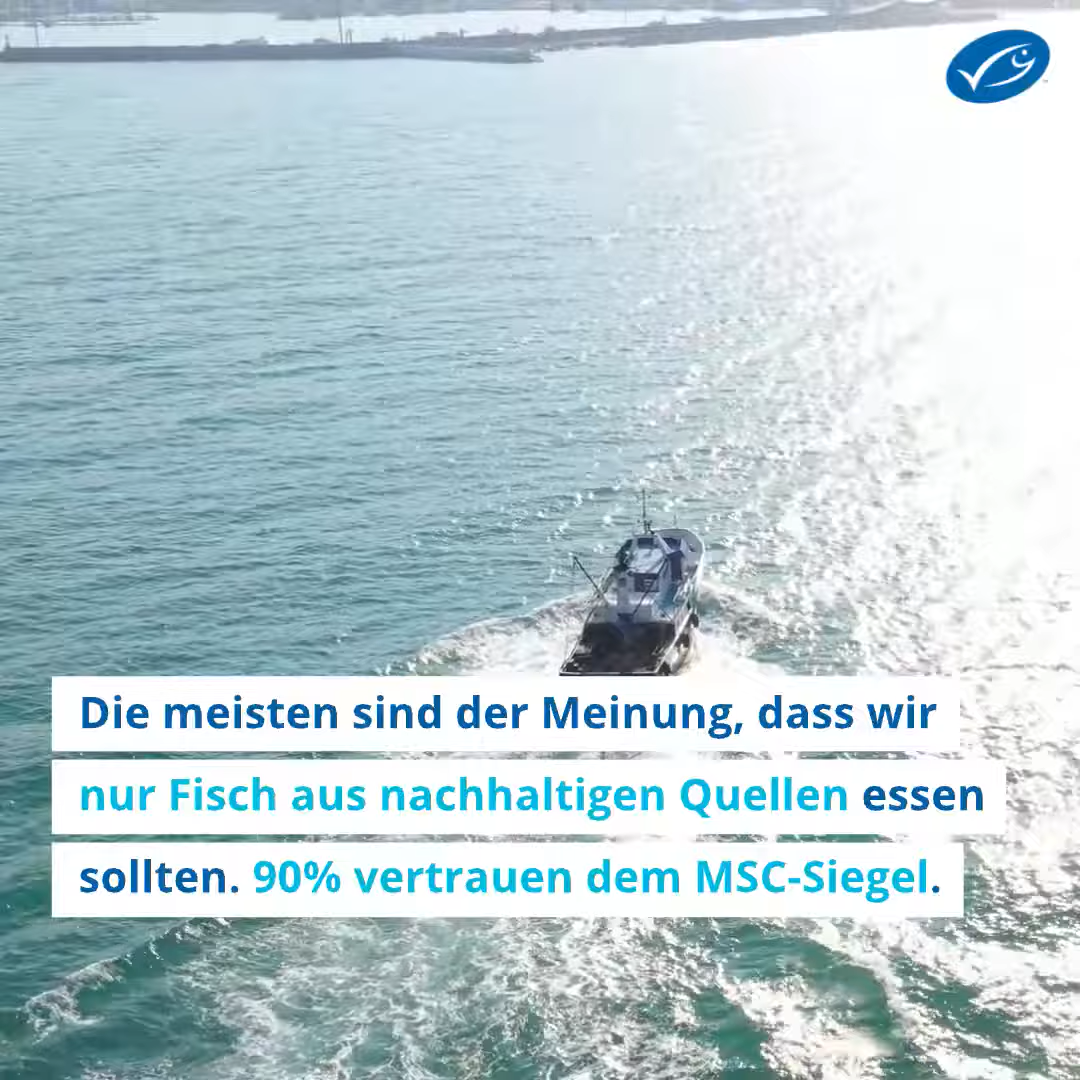 Die meisten sind der Meinung, dass wir
nur Fisch aus nachhaltigen Quellen essen
sollten. 90% vertrauen dem MSC-Siegel.